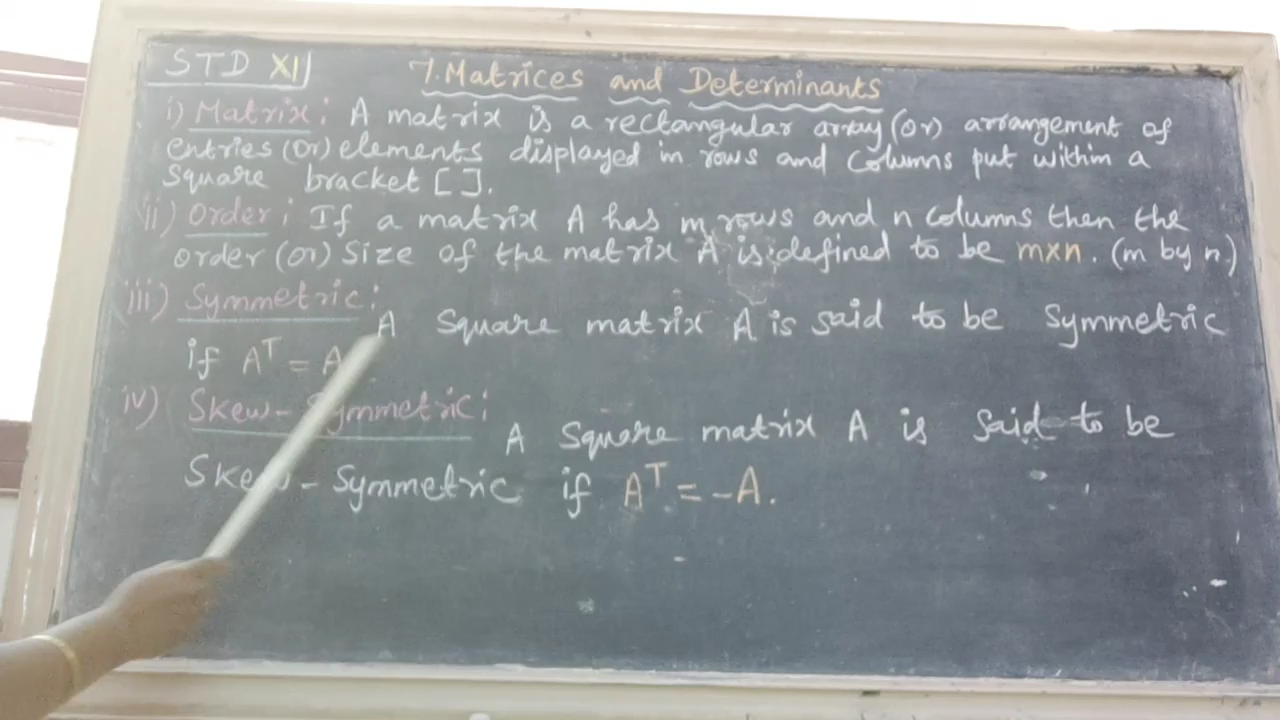 STD XI
7. Matrices and Determinants
i) Matrix: A matrix is a rectangular array (or) arrangement of
entries (or) elements displayed in rows and columns put within a
square bracket [ ].
ii) Order: If a matrix A has m rows and n columns then the
order (or) size of the matrix A is defined to be m×n. (m by n)
iii) Symmetric:
A square matrix A is said to be symmetric
if Aᵀ = A
iv) Skew-Symmetric:
A square matrix A is said to be
Skew-Symmetric if Aᵀ = -A.